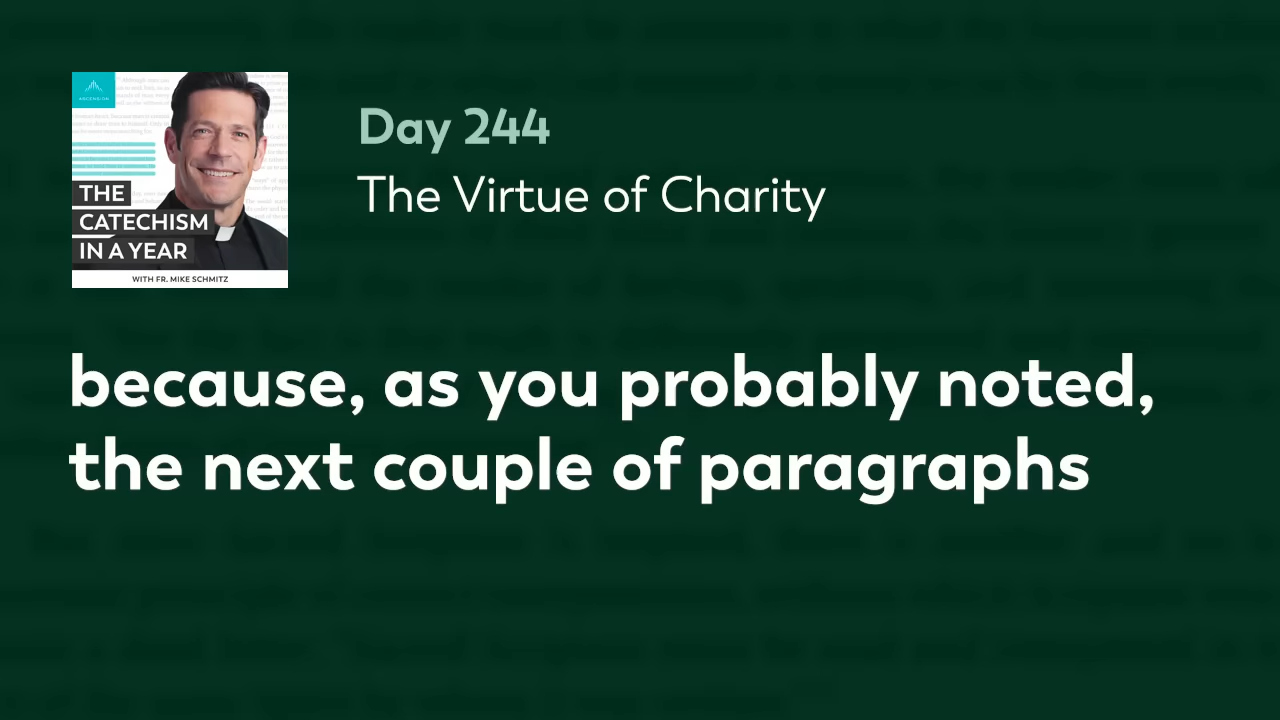 ASCENSION
THE
CATECHISM
IN A YEAR
WITH FR. MIKE SCHMITZ
Day 244
The Virtue of Charity
because, as you probably noted,
the next couple of paragraphs